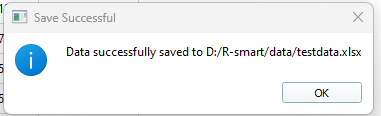 Save Successful
Data successfully saved to D:/R-smart/data/testdata.xlsx
OK